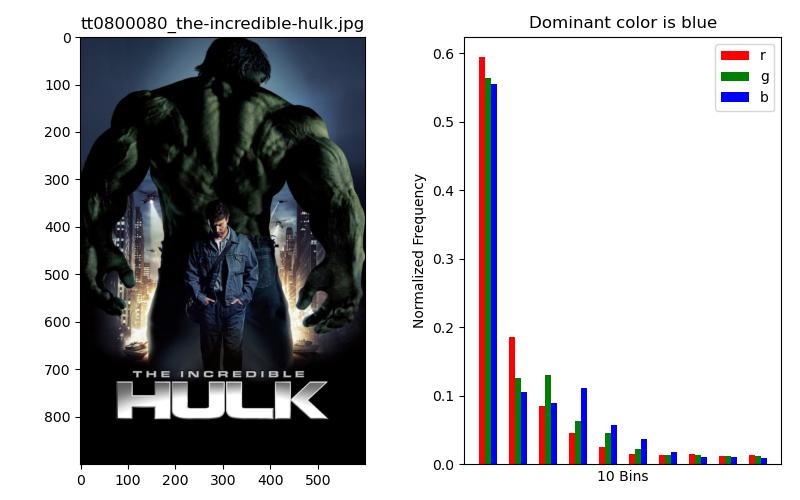 tt0800080_the-incredible-hulk.jpg
0
100
200
300
400
500
600
700
800
0 100 200 300 400 500
THE INCREDIBLE
HULK
Dominant color is blue
0.6
0.5
0.4
0.3
0.2
0.1
0.0
Normalized Frequency
10 Bins
r
g
b